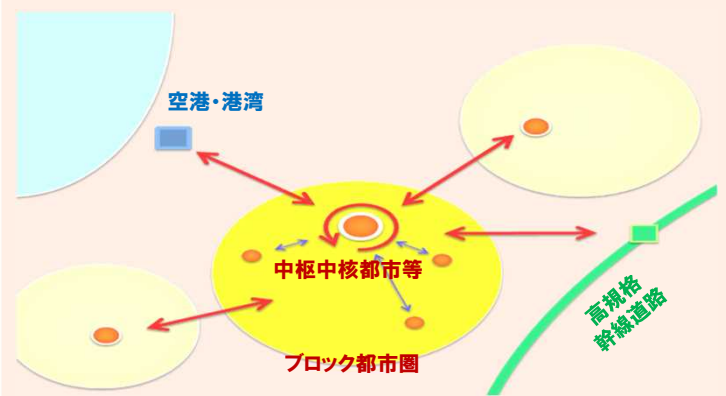 空港・港湾
中枢中核都市等
高規格
幹線道路
ブロック都市圏